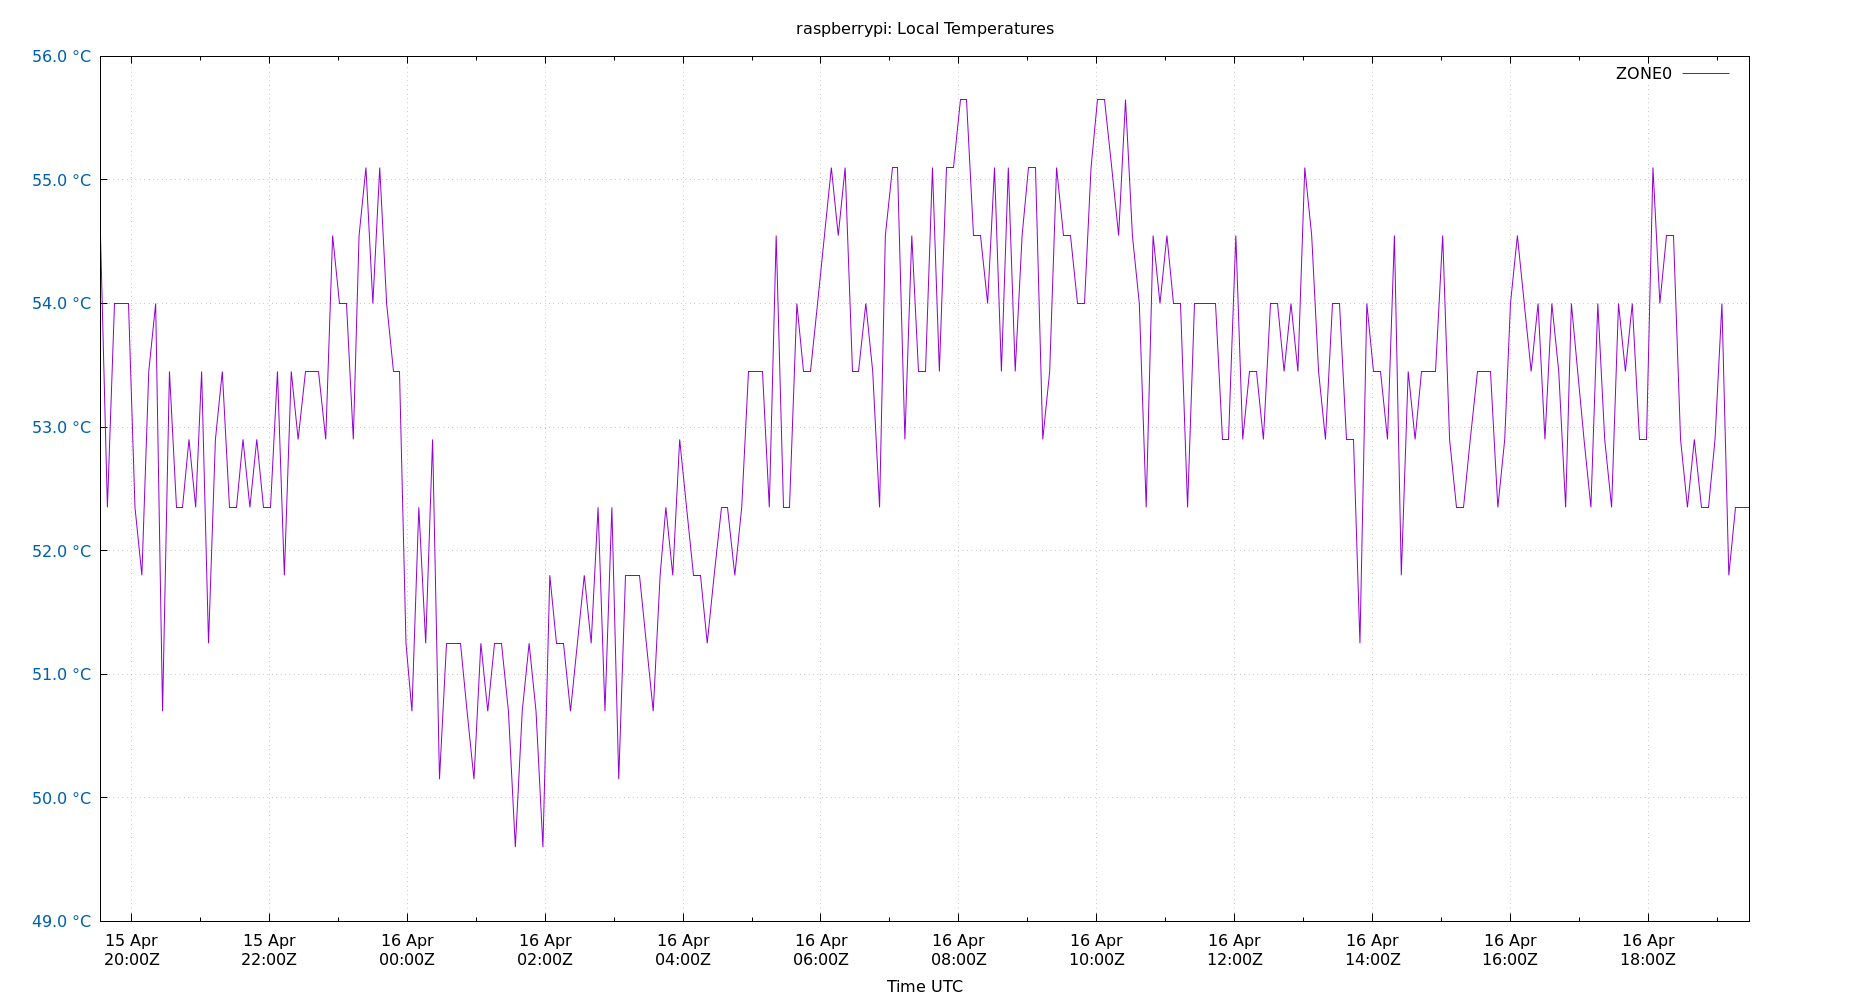 raspberrypi: Local Temperatures
56.0 °C
ZONE0
55.0 °C
54.0 °C
53.0 °C
52.0 °C
51.0 °C
50.0 °C
49.0 °C
15 Apr 15 Apr 16 Apr 16 Apr 16 Apr 16 Apr 16 Apr 16 Apr 16 Apr 16 Apr 16 Apr 16 Apr
20:00Z 22:00Z 00:00Z 02:00Z 04:00Z 06:00Z 08:00Z 10:00Z 12:00Z 14:00Z 16:00Z 18:00Z
Time UTC